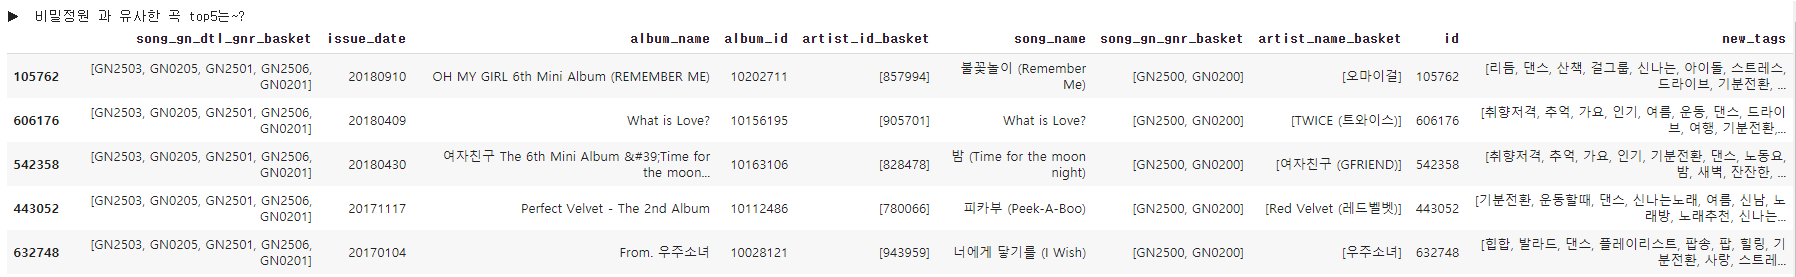 ▶ 비밀정원 과 유사한 곡 top5는~?
song_gn_dtl_gnr_basket issue_date album_name album_id artist_id_basket song_name song_gn_gnr_basket artist_name_basket id new_tags
105762 [GN2503, GN0205, GN2501, GN2506, GN0201] 20180910 OH MY GIRL 6th Mini Album (REMEMBER ME) 10202711 [857994] 불꽃놀이 (Remember Me) [GN2500, GN0200] [오마이걸] 105762 [리듬, 댄스, 산책, 걸그룹, 신나는, 아이돌, 스트레스, 드라이브, 기분전환, ...
606176 [GN2503, GN0205, GN2501, GN2506, GN0201] 20180409 What is Love? 10156195 [905701] What is Love? [GN2500, GN0200] [TWICE (트와이스)] 606176 [취향저격, 추억, 가요, 인기, 여름, 운동, 댄스, 드라이브, 여행, 기분전환,...
542358 [GN2503, GN0205, GN2501, GN2506, GN0201] 20180430 여자친구 The 6th Mini Album &#39;Time for the moon... 10163106 [828478] 밤 (Time for the moon night) [GN2500, GN0200] [여자친구 (GFRIEND)] 542358 [취향저격, 추억, 가요, 인기, 기분전환, 댄스, 노동요, 밤, 새벽, 잔잔한, ...
443052 [GN2503, GN0205, GN2501, GN2506, GN0201] 20171117 Perfect Velvet - The 2nd Album 10112486 [780066] 피카부 (Peek-A-Boo) [GN2500, GN0200] [Red Velvet (레드벨벳)] 443052 [기분전환, 운동할때, 댄스, 신나는노래, 여름, 신남, 노래방, 노래추천, 신나는...
632748 [GN2503, GN0205, GN2501, GN2506, GN0201] 20170104 From. 우주소녀 10028121 [943959] 너에게 닿기를 (I Wish) [GN2500, GN0200] [우주소녀] 632748 [힙합, 발라드, 댄스, 플레이리스트, 팝송, 팝, 힐링, 기분전환, 사랑, 스트레...